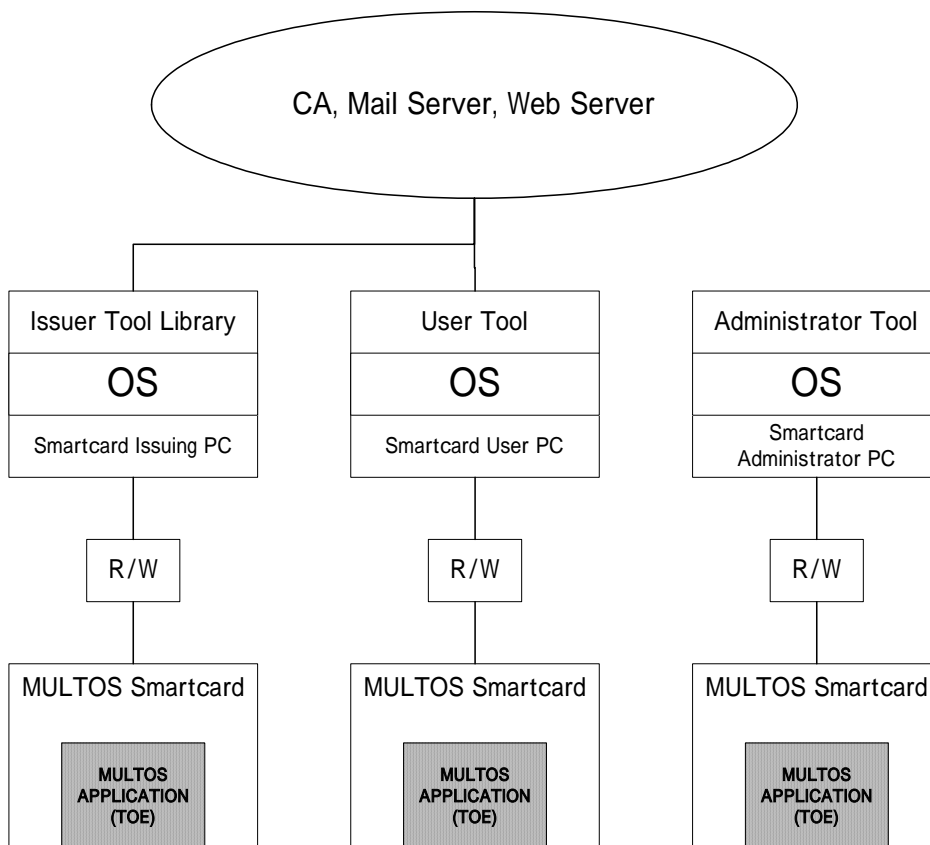 CA, Mail Server, Web Server
Issuer Tool Library
User Tool
Administrator Tool
OS
OS
OS
Smartcard Issuing PC
Smartcard User PC
Smartcard
Administrator PC
R/W
R/W
R/W
MULTOS Smartcard
MULTOS Smartcard
MULTOS Smartcard
MULTOS
APPLICATION
(TOE)
MULTOS
APPLICATION
(TOE)
MULTOS
APPLICATION
(TOE)